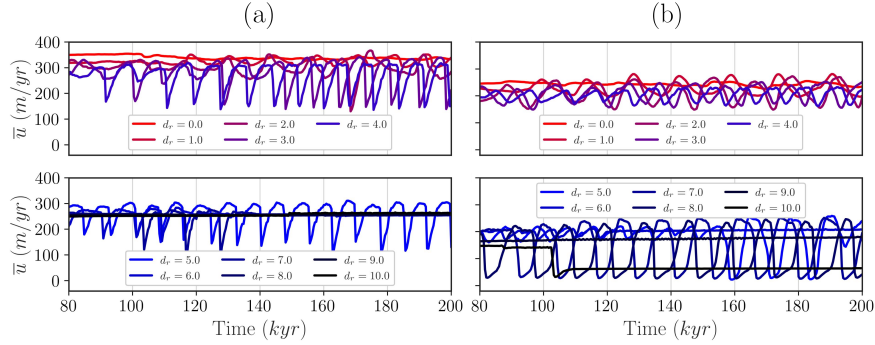 (a)
(b)
400
300
200
100
0
u̅ (m/yr)
d_r = 0.0
d_r = 2.0
d_r = 4.0
d_r = 1.0
d_r = 3.0
d_r = 0.0
d_r = 2.0
d_r = 4.0
d_r = 1.0
d_r = 3.0
400
300
200
100
0
u̅ (m/yr)
d_r = 5.0
d_r = 7.0
d_r = 9.0
d_r = 6.0
d_r = 8.0
d_r = 10.0
d_r = 5.0
d_r = 7.0
d_r = 9.0
d_r = 6.0
d_r = 8.0
d_r = 10.0
80 100 120 140 160 180 200
80 100 120 140 160 180 200
Time (kyr)
Time (kyr)